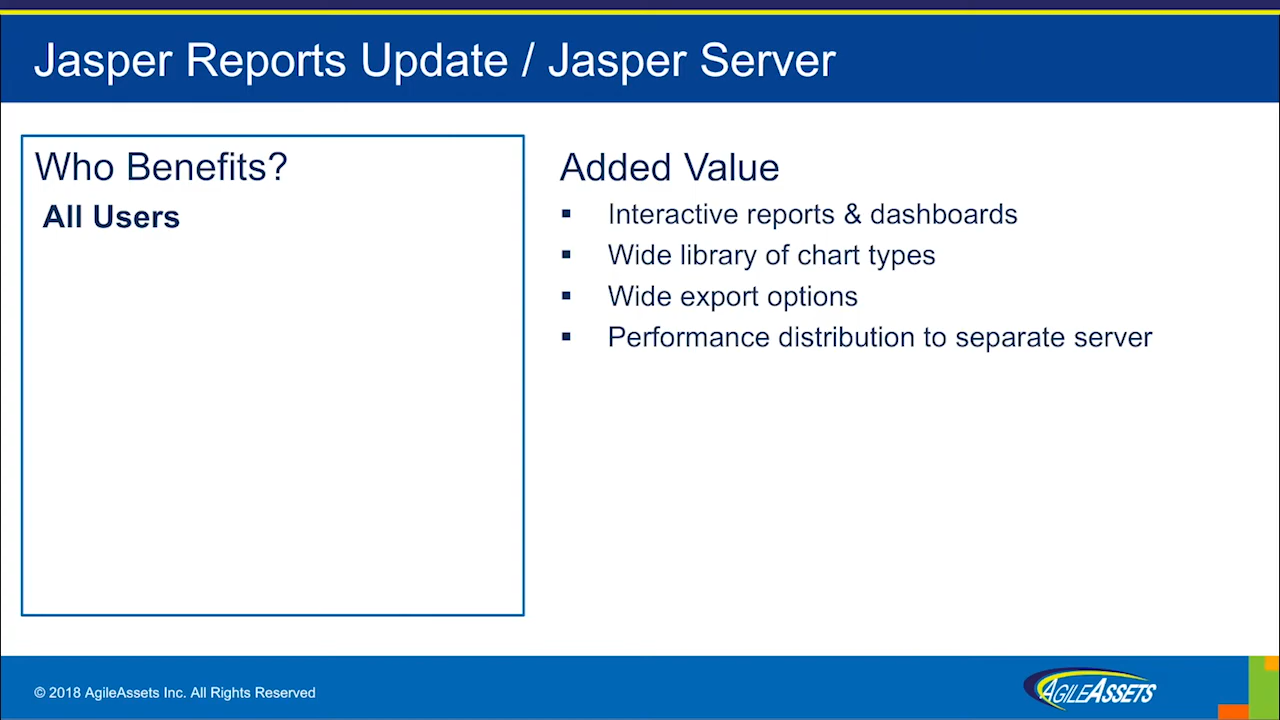 Jasper Reports Update / Jasper Server
Who Benefits?
All Users
Added Value
▪ Interactive reports & dashboards
▪ Wide library of chart types
▪ Wide export options
▪ Performance distribution to separate server
© 2018 AgileAssets Inc. All Rights Reserved
AGILEASSETS